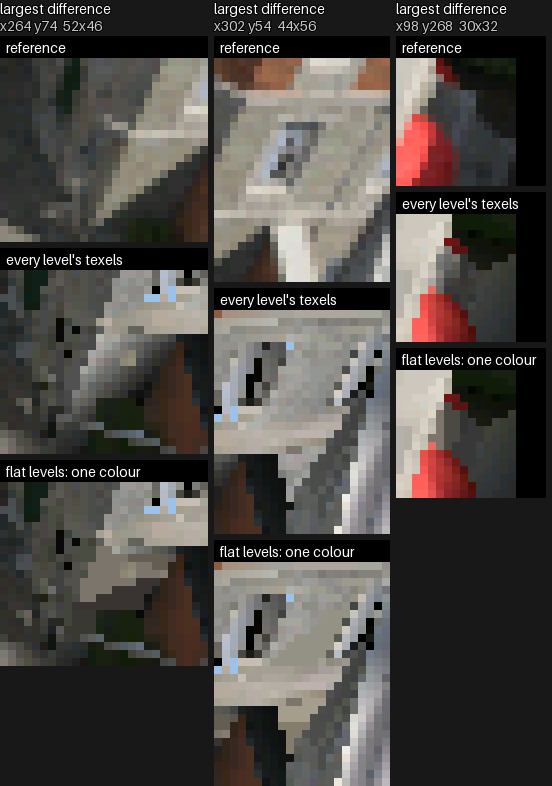 largest difference
x264 y74 52x46
reference
every level's texels
flat levels: one colour
largest difference
x302 y54 44x56
reference
every level's texels
flat levels: one colour
largest difference
x98 y268 30x32
reference
every level's texels
flat levels: one colour